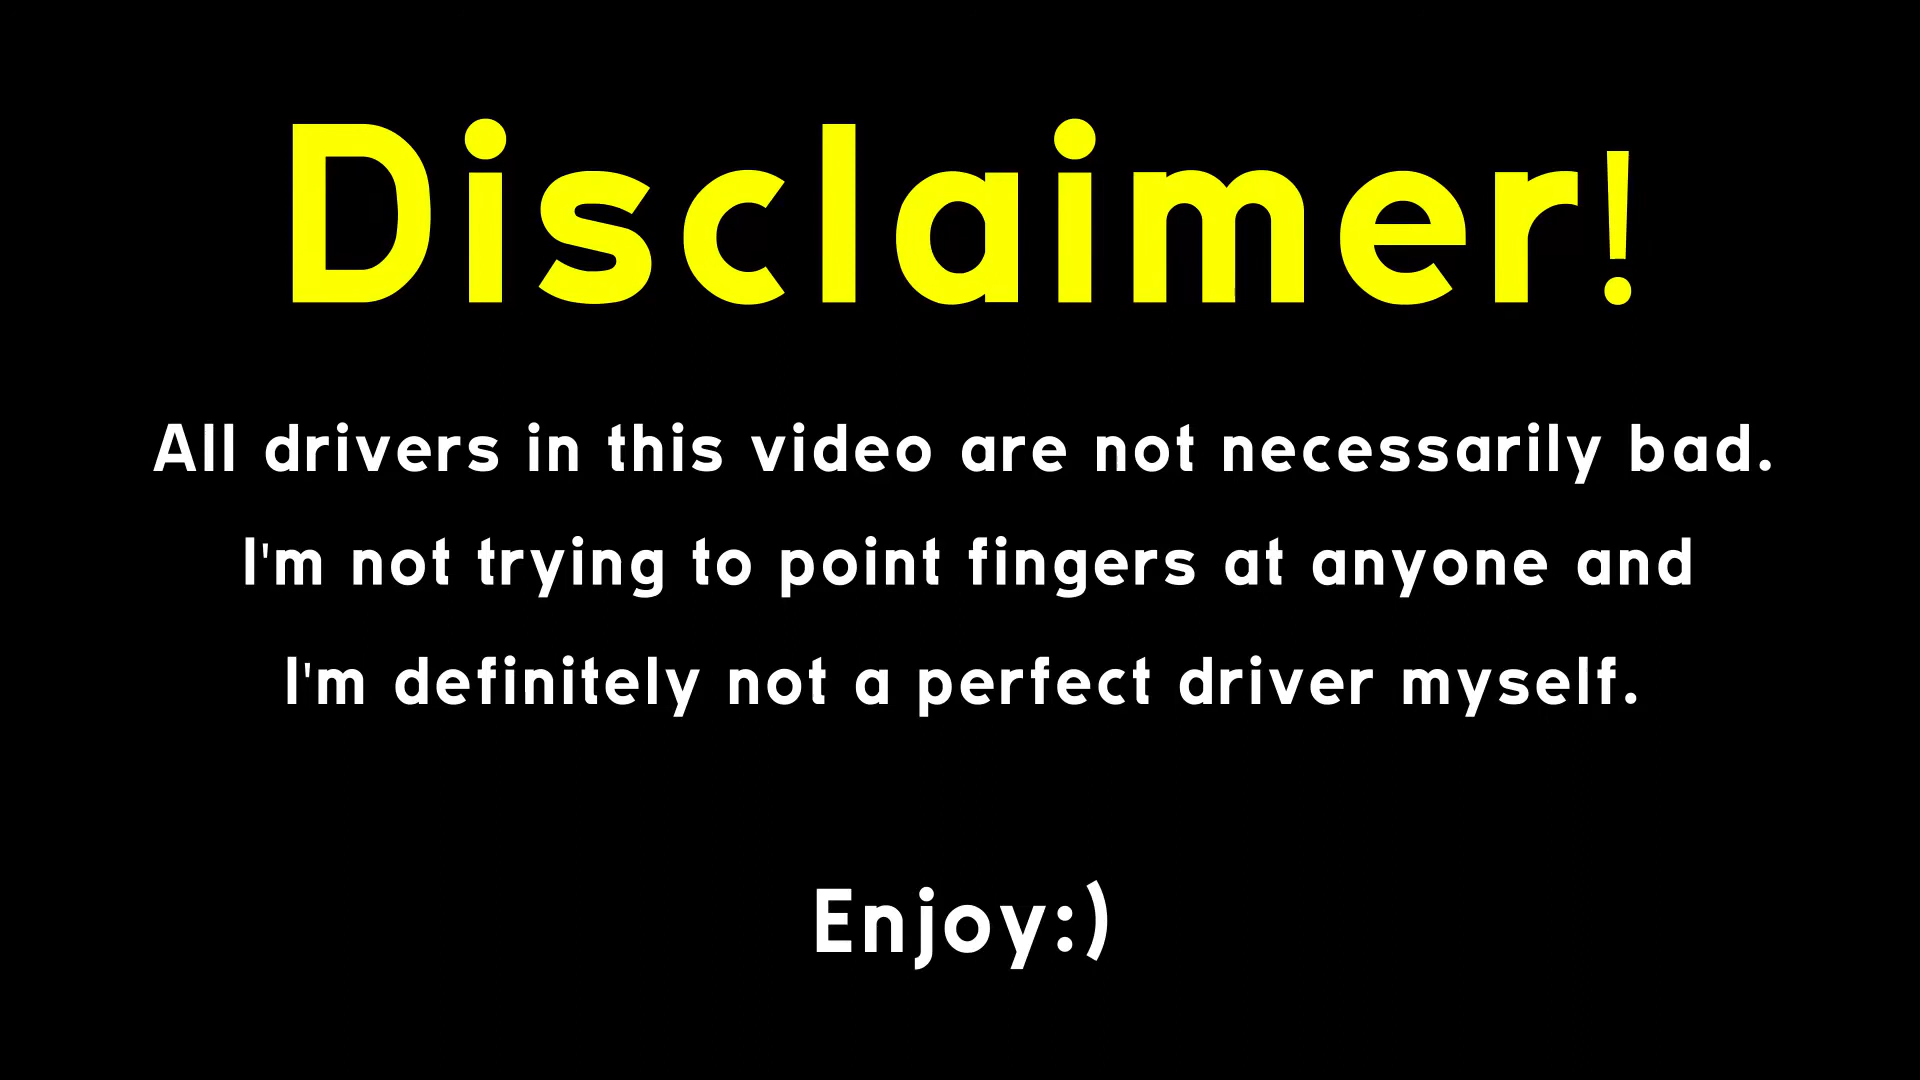 Disclaimer!
All drivers in this video are not necessarily bad.
I'm not trying to point fingers at anyone and
I'm definitely not a perfect driver myself.
Enjoy:)